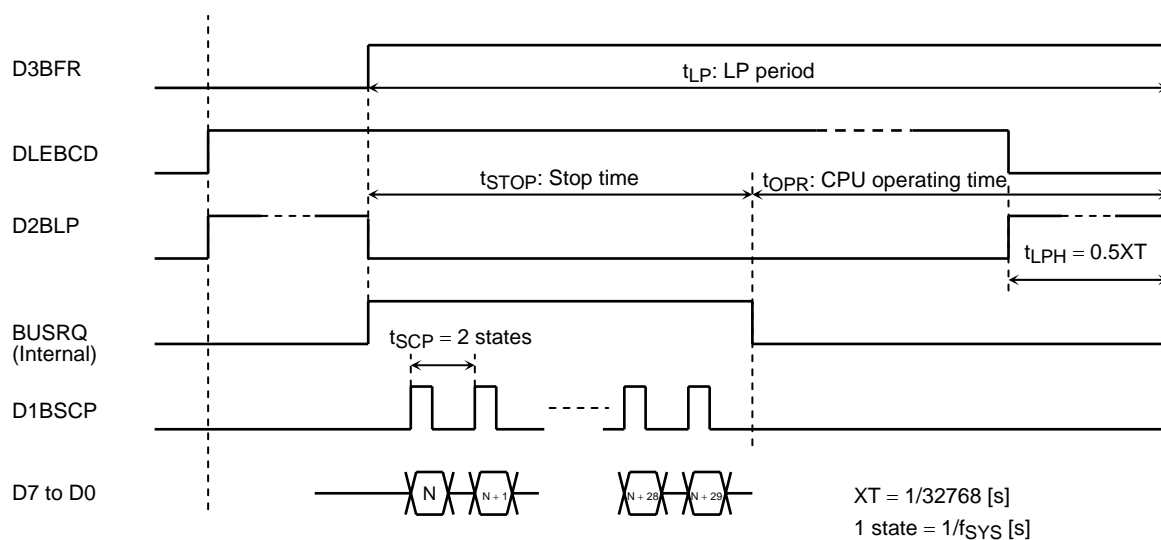 D3BFR
tLP: LP period
DLEBCD
tSTOP: Stop time
tOPR: CPU operating time
D2BLP
tLPH = 0.5XT
BUSRQ
(Internal)
tSCP = 2 states
D1BSCP
D7 to D0
N
N + 1
N + 28
N + 29
XT = 1/32768 [s]
1 state = 1/fSYS [s]